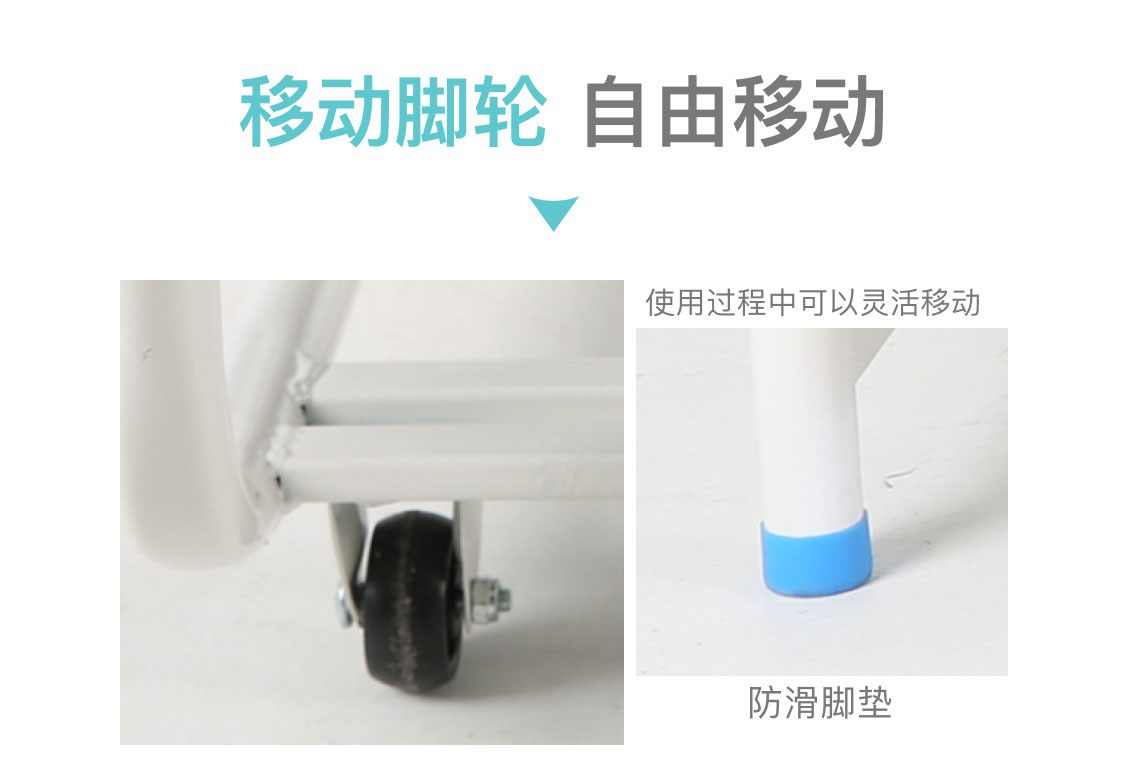 移动脚轮 自由移动
使用过程中可以灵活移动
防滑脚垫